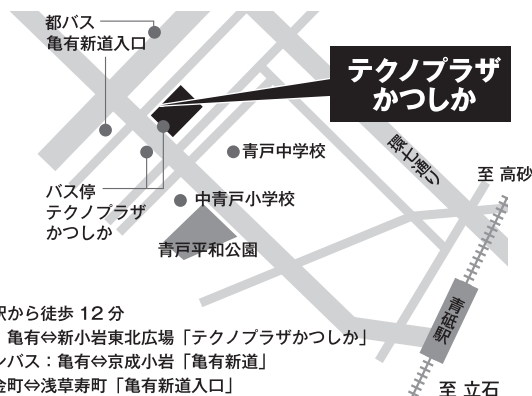 都バス
亀有新道入口
テクノプラザ
かつしか
環七通り
至 高砂
青戸中学校
バス停
テクノプラザ
かつしか
中青戸小学校
青戸平和公園
青砥駅
駅から徒歩 12 分
亀有⇔新小岩東北広場「テクノプラザかつしか」
ンバス：亀有⇔京成小岩「亀有新道」
金町⇔浅草寿町「亀有新道入口」
至 立石